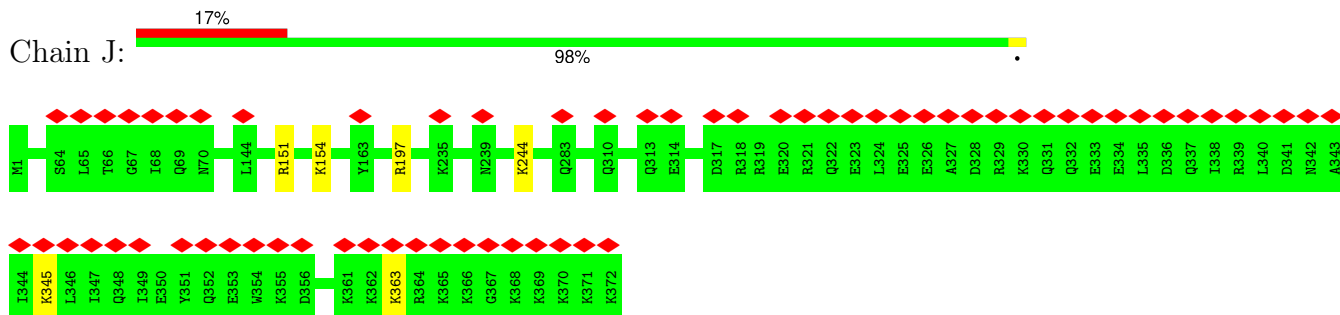 17%
Chain J:
98%
.
M1 S64 L65 T66 G67 I68 Q69 N70 L144 R151 K154 Y163 R197 K235 N239 K244 Q283 Q310 Q313 E314 D317 R318 R319 E320 R321 Q322 E323 L324 E325 E326 A327 D328 R329 K330 Q331 Q332 E333 E334 L335 D336 Q337 I338 R339 L340 D341 N342 A343
I344 K345 L346 I347 Q348 I349 E350 Y351 Q352 E353 W354 K355 D356 K361 K362 K363 R364 K365 K366 G367 K368 K369 K370 K371 K372